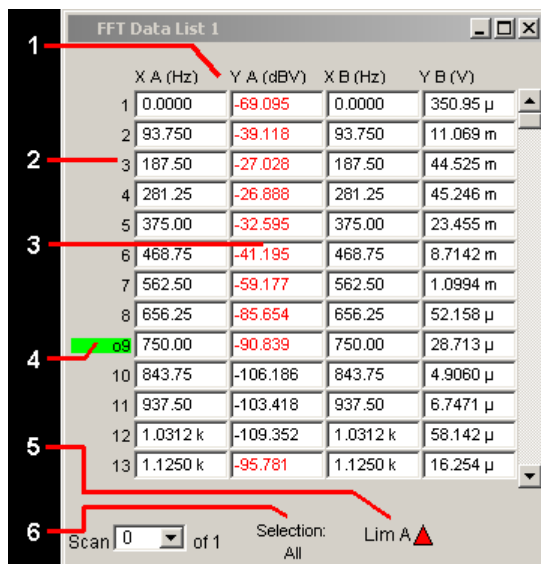 FFT Data List 1
1
X A (Hz) Y A (dBV) X B (Hz) Y B (V)
1 0.0000 -69.095 0.0000 350.95 µ
2 93.750 -39.118 93.750 11.069 m
2
3 187.50 -27.028 187.50 44.525 m
4 281.25 -26.888 281.25 45.246 m
5 375.00 -32.595 375.00 23.455 m
3
6 468.75 -41.195 468.75 8.7142 m
7 562.50 -59.177 562.50 1.0994 m
8 656.25 -85.654 656.25 52.158 µ
o9 750.00 -90.839 750.00 28.713 µ
4
10 843.75 -106.186 843.75 4.9060 µ
11 937.50 -103.418 937.50 6.7471 µ
12 1.0312 k -109.352 1.0312 k 58.142 µ
5
13 1.1250 k -95.781 1.1250 k 16.254 µ
6
Scan 0 of 1 Selection: All Lim A